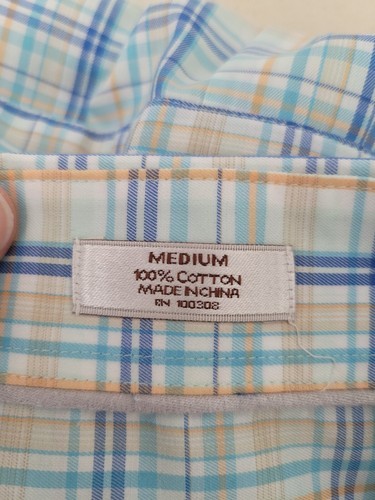 MEDIUM
100% COTTON
MADE IN CHINA
RN 100308